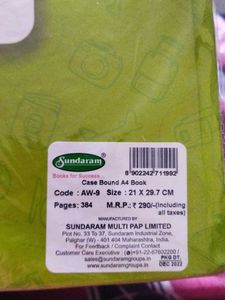 Sundaram
Books for Success...
8 902242 711992
Case Bound A4 Book
Code : AW-9 Size : 21 X 29.7 CM
Pages: 384 M.R.P.: ₹ 290/-(Including
all taxes)
MANUFACTURED BY
SUNDARAM MULTI PAP LIMITED
Plot No. 33 To 37, Sundaram Industrial Zone,
Palghar (W) - 401 404 Maharashtra, India.
For Feedback / Complaint Contact
Customer Care Executive : (+91-22-67602200 /
sales@sundaramgroups.in
www.sundaramgroups.in
PKG DT.
DEC 2022